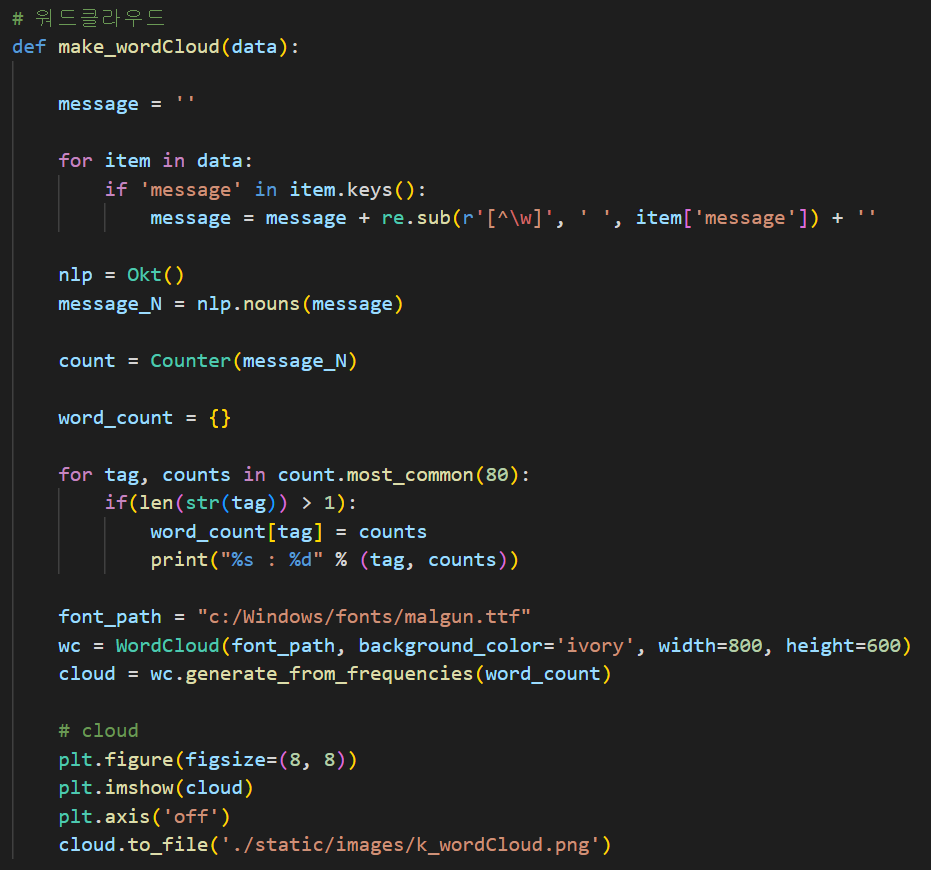 # 워드클라우드
def make_wordCloud(data):
message = ''
for item in data:
if 'message' in item.keys():
message = message + re.sub(r'[^\w]', ' ', item['message']) + ''
nlp = Okt()
message_N = nlp.nouns(message)
count = Counter(message_N)
word_count = {}
for tag, counts in count.most_common(80):
if(len(str(tag)) > 1):
word_count[tag] = counts
print("%s : %d" % (tag, counts))
font_path = "c:/Windows/fonts/malgun.ttf"
wc = WordCloud(font_path, background_color='ivory', width=800, height=600)
cloud = wc.generate_from_frequencies(word_count)
# cloud
plt.figure(figsize=(8, 8))
plt.imshow(cloud)
plt.axis('off')
cloud.to_file('./static/images/k_wordCloud.png')